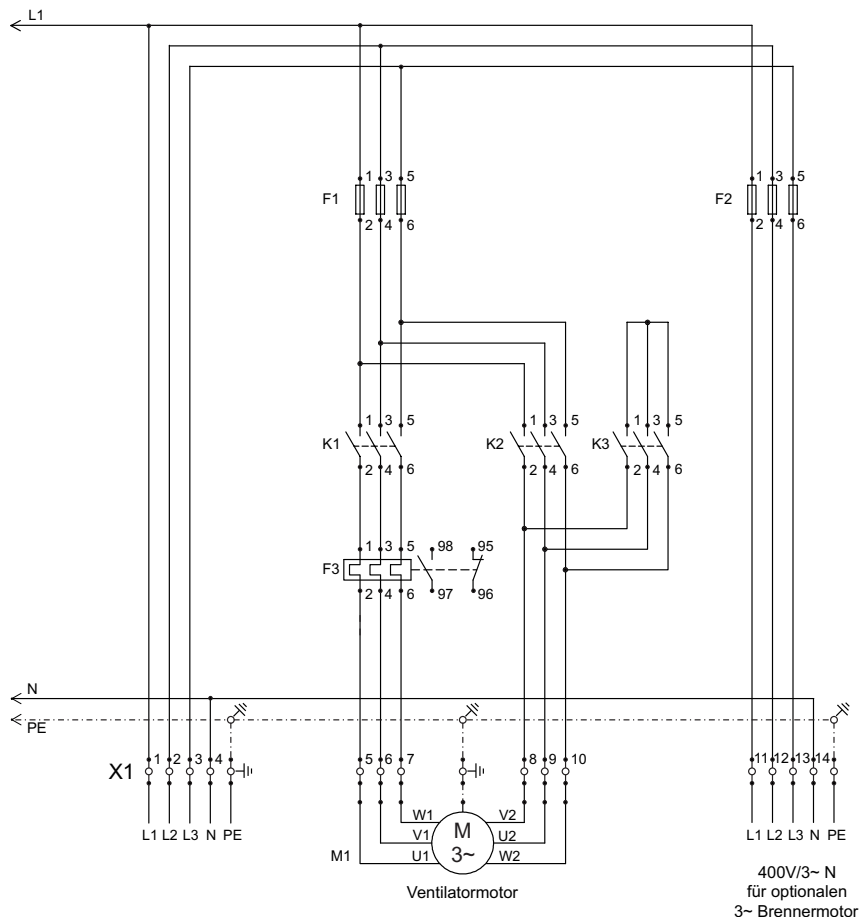 L1
1 3 5 1 3 5
F1 F2
2 4 6 2 4 6
1 3 5 1 3 5 1 3 5
K1 K2 K3
2 4 6 2 4 6 2 4 6
1 3 5 98 95
F3
2 4 6 97 96
N
PE
X1 1 2 3 4 5 6 7 8 9 10 11 12 13 14
L1 L2 L3 N PE L1 L2 L3 N PE
W1 M V2
V1 3~ U2
M1 U1 W2
Ventilatormotor
400V/3~ N
für optionalen
3~ Brennermotor